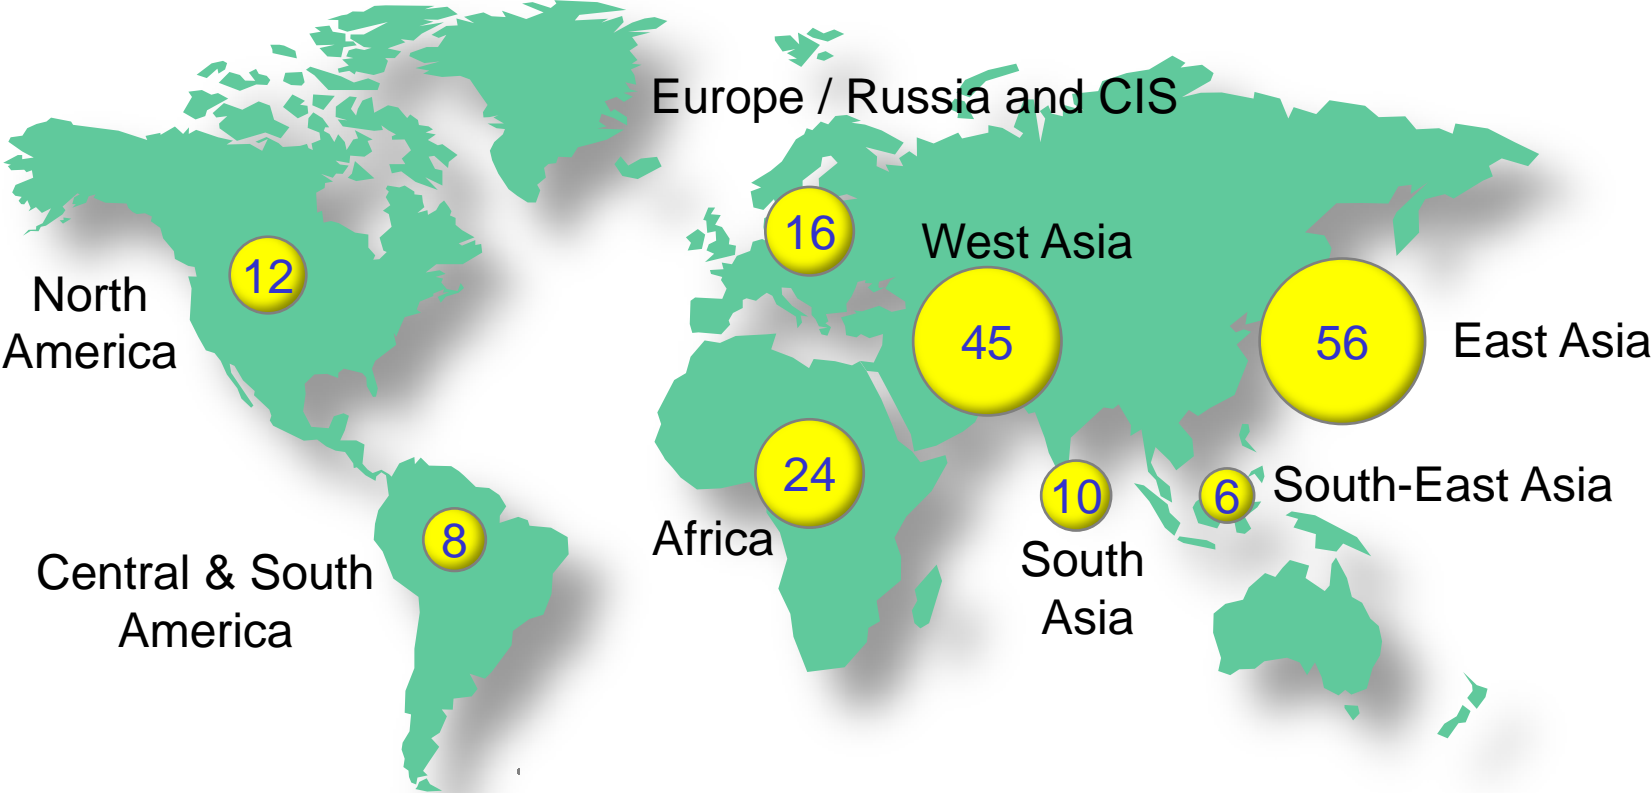 Europe / Russia and CIS
16
West Asia
12
North
America
45
56
East Asia
24
Africa
10
South
Asia
6
South-East Asia
8
Central & South
America